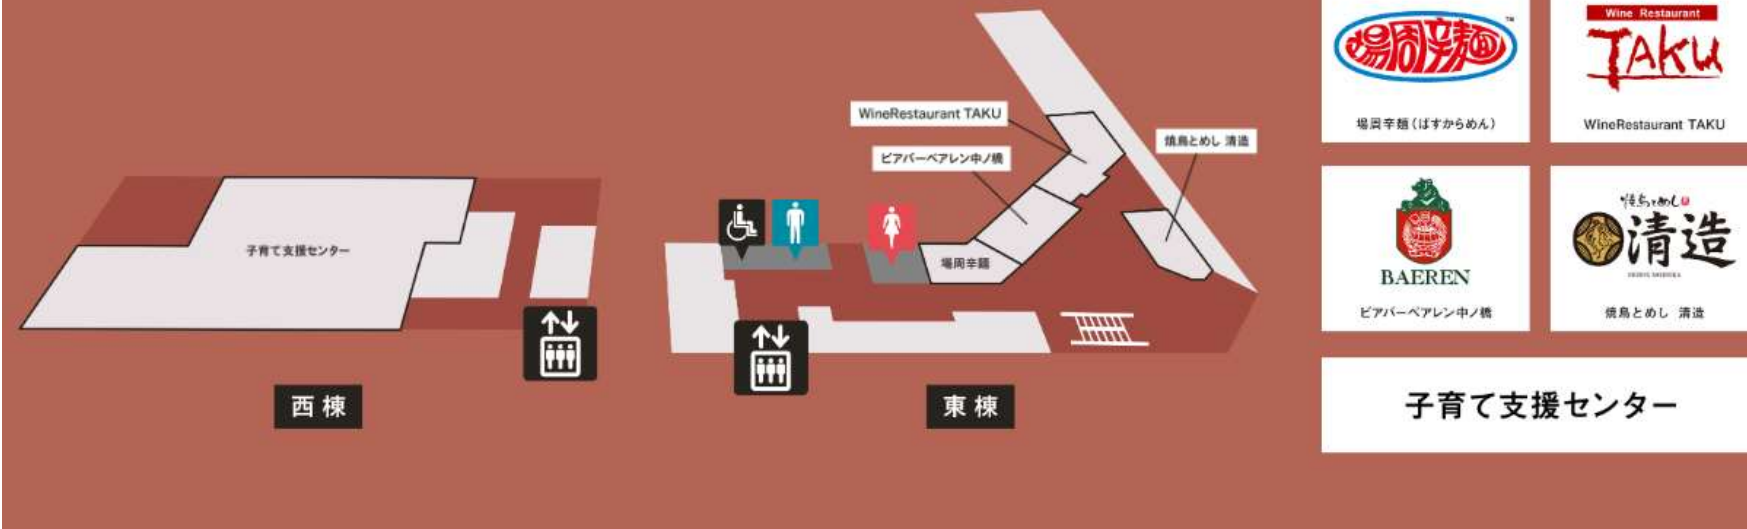 WineRestaurant TAKU
ビアバーベアレン中ノ橋
焼鳥とめし 清造
場周辛麺
子育て支援センター
西棟
東棟
場周辛麺
TM
場周辛麺(ばすからめん)
Wine Restaurant
TAKU
WineRestaurant TAKU
BAEREN
ビアバーベアレン中ノ橋
焼鳥とめし
清造
焼鳥とめし 清造
子育て支援センター